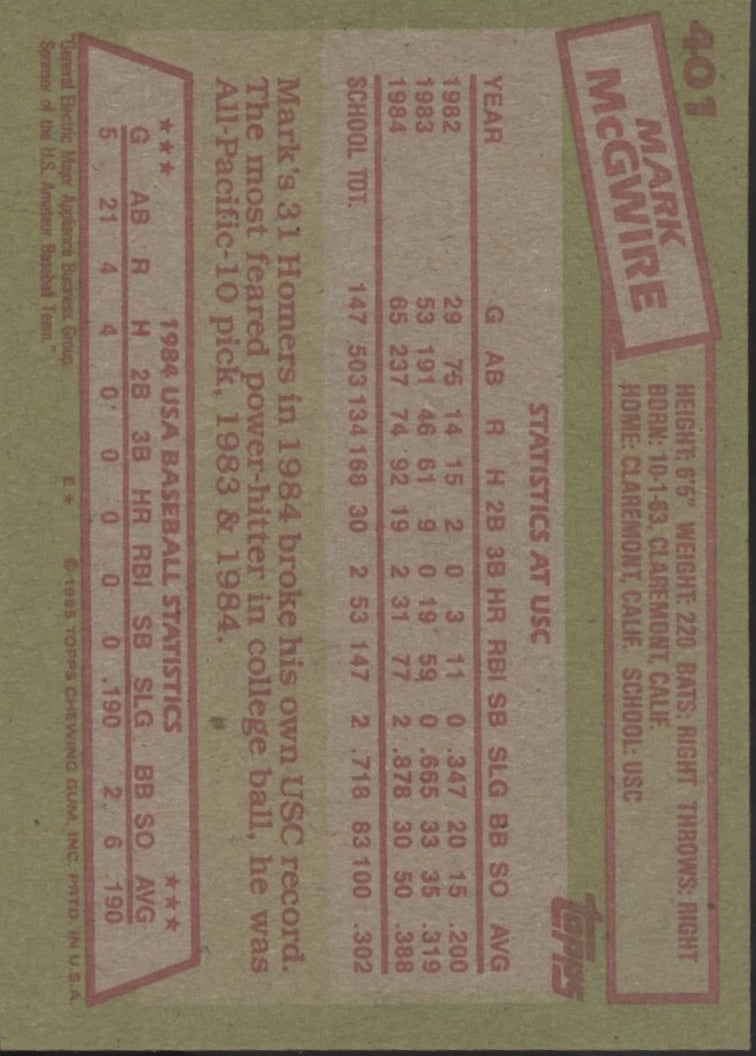 401
MARK
McGWIRE
HEIGHT: 6'5" WEIGHT: 220 BATS: RIGHT THROWS: RIGHT
BORN: 10-1-63, CLAREMONT, CALIF.
HOME: CLAREMONT, CALIF. SCHOOL: USC
topps
STATISTICS AT USC
YEAR G AB R H 2B 3B HR RBI SB SLG BB SO AVG
1982 29 75 14 15 2 0 3 11 0 .347 20 15 .200
1983 53 191 46 61 9 0 19 59 0 .665 33 35 .319
1984 65 237 74 92 19 2 31 77 2 .878 30 50 .388
SCHOOL TOT. 147 503 134 168 30 2 53 147 2 .718 83 100 .302
Mark's 31 Homers in 1984 broke his own USC record.
The most feared power-hitter in college ball, he was
All-Pacific-10 pick, 1983 & 1984.
★★★ 1984 USA BASEBALL STATISTICS ★★★
G AB R H 2B 3B HR RBI SB SLG BB SO AVG
5 21 4 4 0 0 0 0 0 .190 2 6 .190
"General Electric Major Appliance Business Group
Sponsor of the U.S. Amateur Baseball Team."
E ★ © 1985 TOPPS CHEWING GUM, INC. PRTD. IN U.S.A.